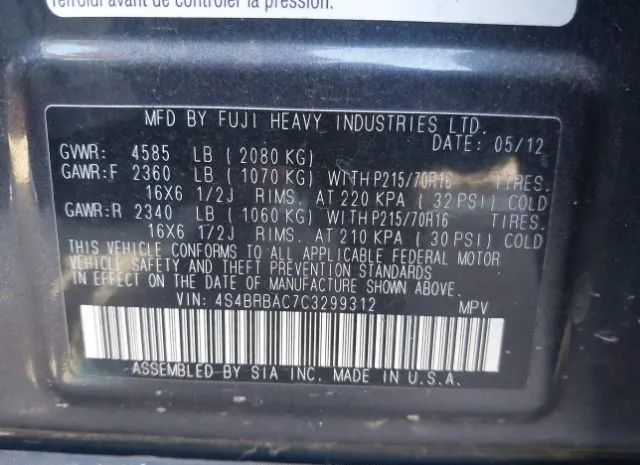 refroidi avant de contrôler la pression.
MFD BY FUJI HEAVY INDUSTRIES LTD.
DATE: 05/12
GVWR: 4585 LB ( 2080 KG)
GAWR:F 2360 LB ( 1070 KG) WITH P215/70R16 TIRES.
16X6 1/2J RIMS. AT 220 KPA ( 32 PSI) COLD
GAWR:R 2340 LB ( 1060 KG) WITH P215/70R16 TIRES.
16X6 1/2J RIMS. AT 210 KPA ( 30 PSI) COLD
THIS VEHICLE CONFORMS TO ALL APPLICABLE FEDERAL MOTOR
VEHICLE SAFETY AND THEFT PREVENTION STANDARDS
IN EFFECT ON THE DATE OF MANUFACTURE SHOWN ABOVE.
VIN: 4S4BRBAC7C3299312 MPV
ASSEMBLED BY SIA INC. MADE IN U.S.A.